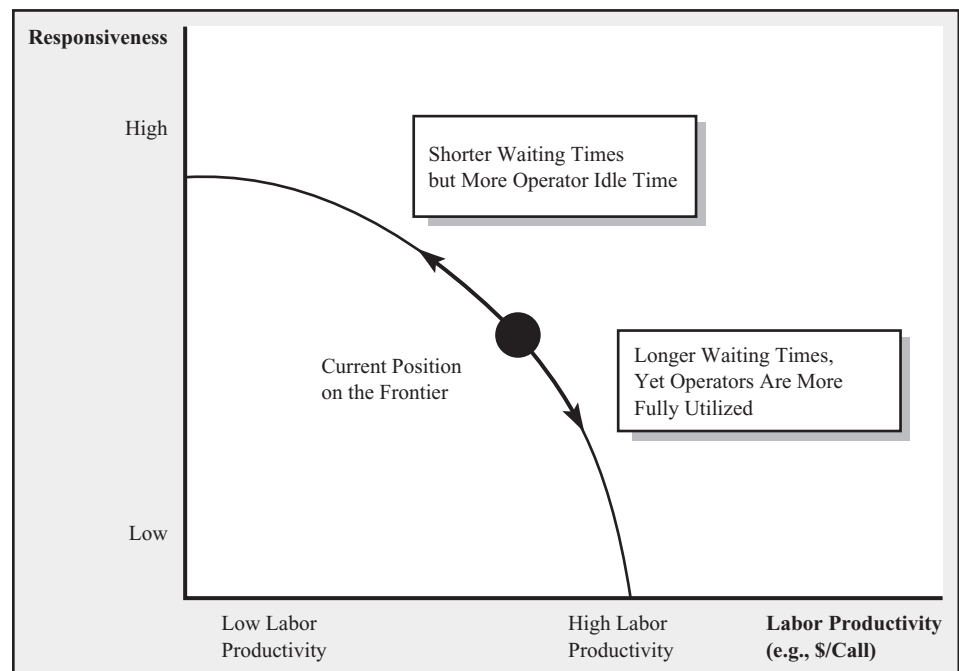 Responsiveness
High
Shorter Waiting Times
but More Operator Idle Time
Current Position
on the Frontier
Longer Waiting Times,
Yet Operators Are More
Fully Utilized
Low
Low Labor
Productivity
High Labor
Productivity
Labor Productivity
(e.g., $/Call)